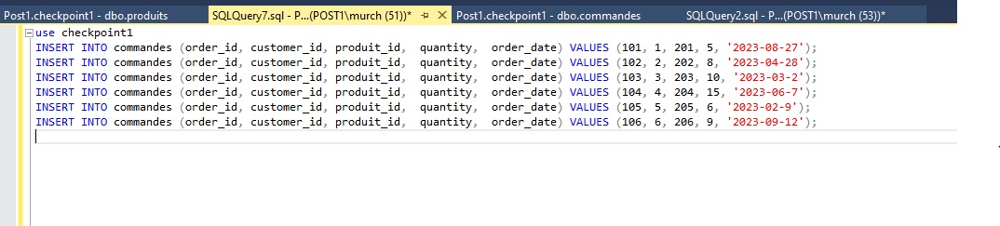 Post1.checkpoint1 - dbo.produits
SQLQuery7.sql - P...(POST1\murch (51))*
Post1.checkpoint1 - dbo.commandes
SQLQuery2.sql - P...(POST1\murch (53))*
use checkpoint1
INSERT INTO commandes (order_id, customer_id, produit_id,  quantity,  order_date) VALUES (101, 1, 201, 5, '2023-08-27');
INSERT INTO commandes (order_id, customer_id, produit_id,  quantity,  order_date) VALUES (102, 2, 202, 8, '2023-04-28');
INSERT INTO commandes (order_id, customer_id, produit_id,  quantity,  order_date) VALUES (103, 3, 203, 10, '2023-03-2');
INSERT INTO commandes (order_id, customer_id, produit_id,  quantity,  order_date) VALUES (104, 4, 204, 15, '2023-06-7');
INSERT INTO commandes (order_id, customer_id, produit_id,  quantity,  order_date) VALUES (105, 5, 205, 6, '2023-02-9');
INSERT INTO commandes (order_id, customer_id, produit_id,  quantity,  order_date) VALUES (106, 6, 206, 9, '2023-09-12');